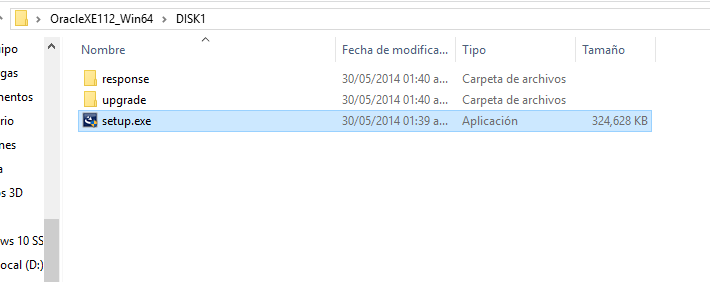 OracleXE112_Win64 > DISK1
Nombre Fecha de modifica... Tipo Tamaño
response 30/05/2014 01:40 a... Carpeta de archivos
upgrade 30/05/2014 01:40 a... Carpeta de archivos
setup.exe 30/05/2014 01:39 a... Aplicación 324,628 KB
uipo
gas
mentos
rio
nes
a
s 3D
ws 10 SS
ocal (D:)